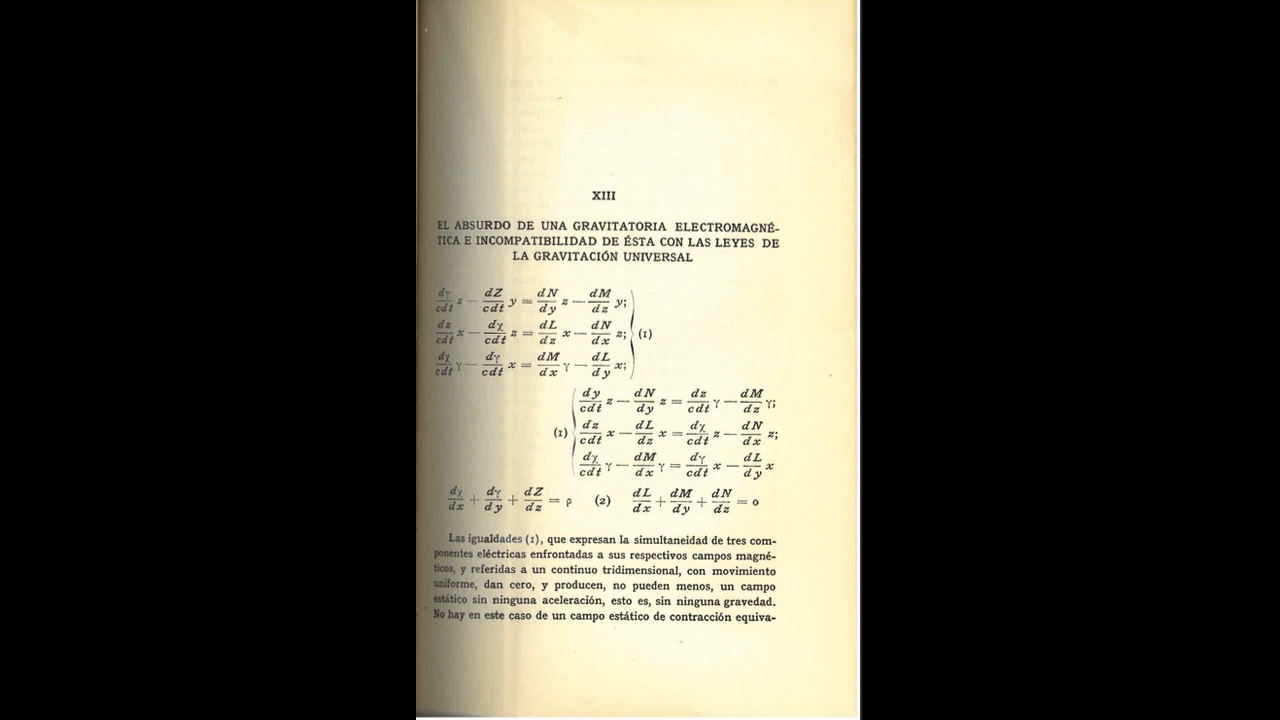 XIII
EL ABSURDO DE UNA GRAVITATORIA ELECTROMAGNÉ-
TICA E INCOMPATIBILIDAD DE ÉSTA CON LAS LEYES DE
LA GRAVITACIÓN UNIVERSAL
dγ/cdt z — dZ/cdt y = dN/dy z — dM/dz y;
dz/cdt x — dχ/cdt z = dL/dz x — dN/dx z; (1)
dχ/cdt γ — dγ/cdt x = dM/dx γ — dL/dy x;
dy/cdt z — dN/dy z = dz/cdt γ — dM/dz γ;
(1) dz/cdt x — dL/dz x = dχ/cdt z — dN/dx z;
dχ/cdt γ — dM/dx γ = dγ/cdt x — dL/dy x
dχ/dx + dγ/dy + dZ/dz = ρ (2) dL/dx + dM/dy + dN/dz = o
Las igualdades (1), que expresan la simultaneidad de tres com-
ponentes eléctricas enfrontadas a sus respectivos campos magné-
ticos, y referidas a un continuo tridimensional, con movimiento
uniforme, dan cero, y producen, no pueden menos, un campo
estático sin ninguna aceleración, esto es, sin ninguna gravedad.
No hay en este caso de un campo estático de contracción equiva-